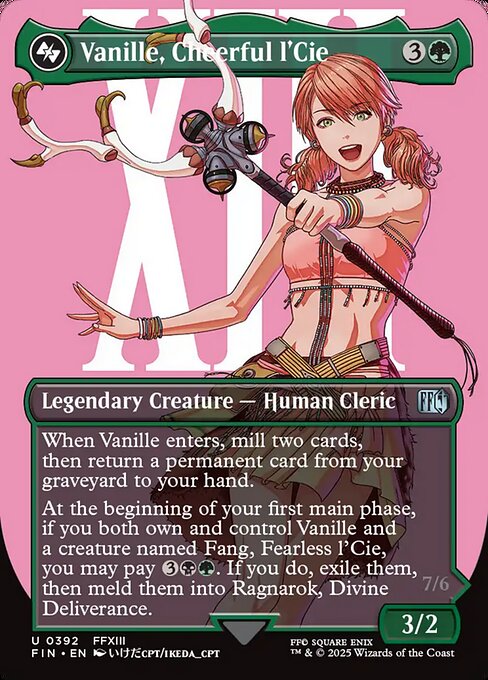 Vanille, Cheerful l'Cie 3
XIII
Legendary Creature — Human Cleric
FFC
When Vanille enters, mill two cards,
then return a permanent card from your
graveyard to your hand.
At the beginning of your first main phase,
if you both own and control Vanille and
a creature named Fang, Fearless l'Cie,
you may pay 3. If you do, exile them,
then meld them into Ragnarok, Divine
Deliverance.
7/6
3/2
U 0392 FFXIII
FIN • EN いけだCPT/IKEDA_CPT
FF© SQUARE ENIX
™ & © 2025 Wizards of the Coast